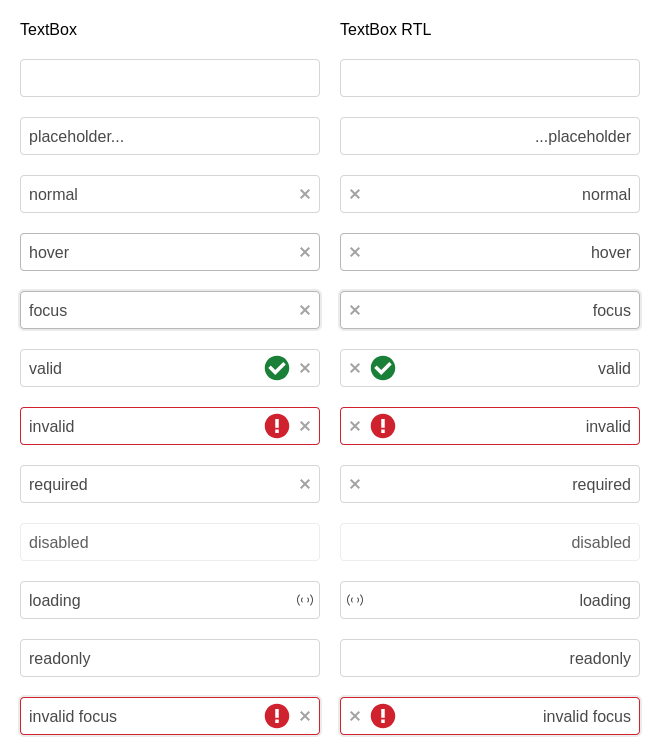 TextBox
TextBox RTL
placeholder...
...placeholder
normal
normal
hover
hover
focus
focus
valid
valid
invalid
invalid
required
required
disabled
disabled
loading
loading
readonly
readonly
invalid focus
invalid focus